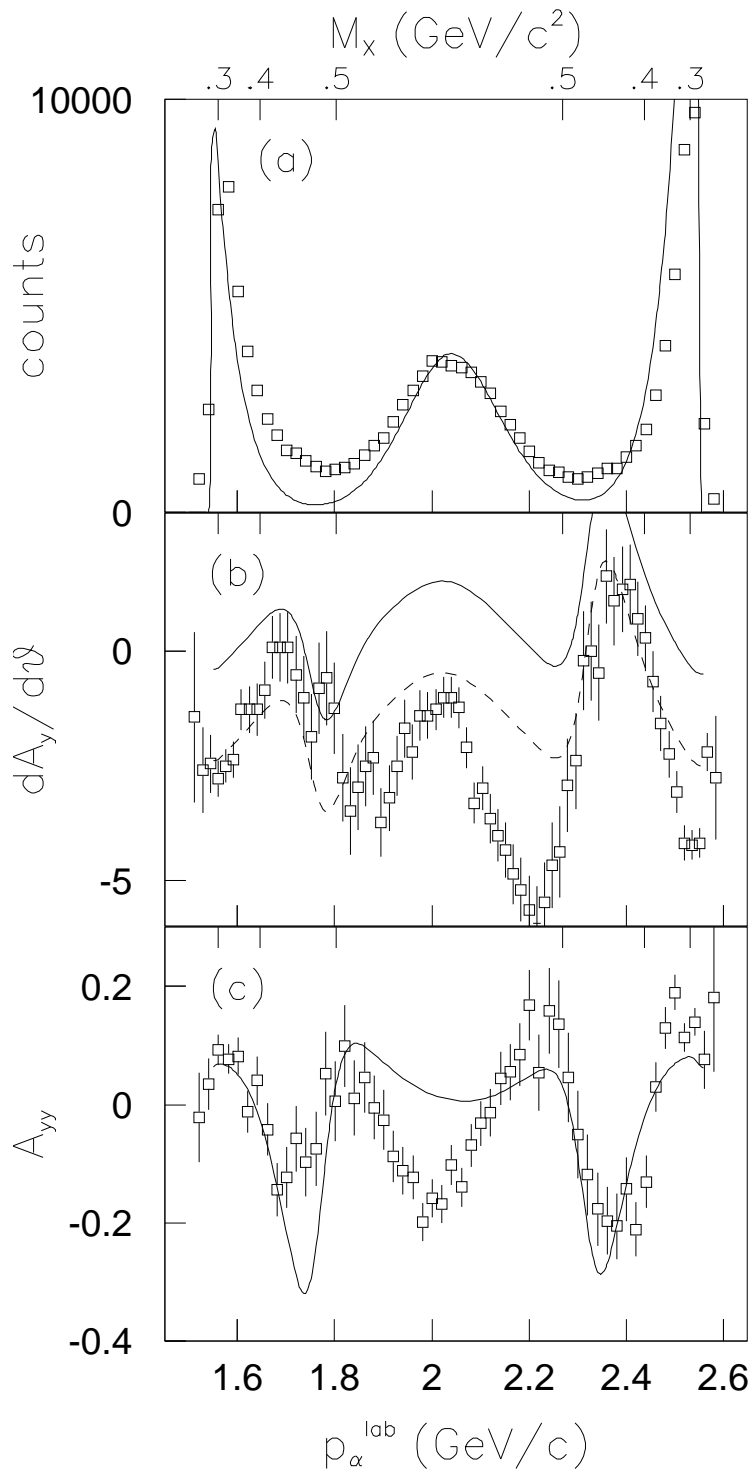 M_x (GeV/c²)
.3 .4 .5 .5 .4 .3
10000
(a)
counts
0
(b)
0
dA_y/dϑ
-5
(c)
0.2
0
A_yy
-0.2
-0.4
1.6 1.8 2 2.2 2.4 2.6
p_α^lab (GeV/c)